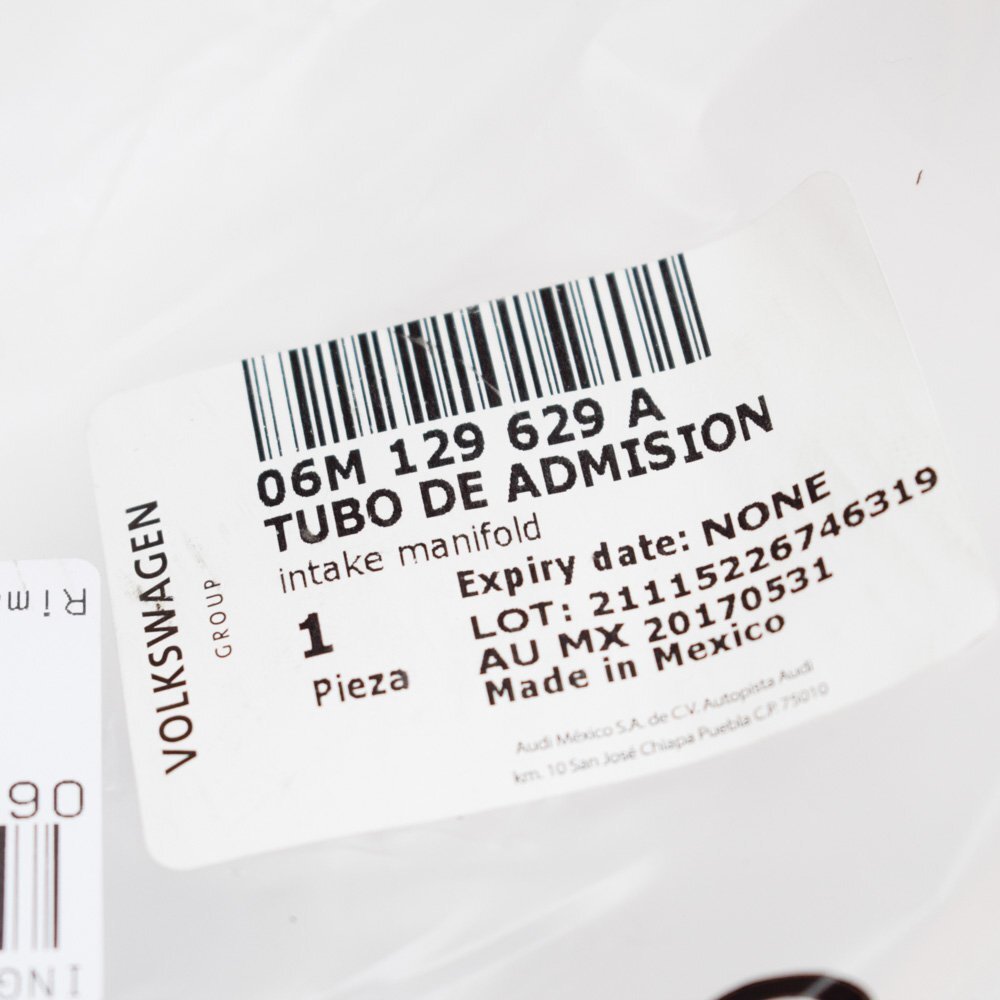 VOLKSWAGEN
GROUP
06M 129 629 A
TUBO DE ADMISION
intake manifold
1
Pieza
Expiry date: NONE
LOT: 21115226746319
AU MX 20170531
Made in Mexico
Audi México S.A. de C.V. Autopista Audi
km. 10 San José Chiapa Puebla C.P. 75010